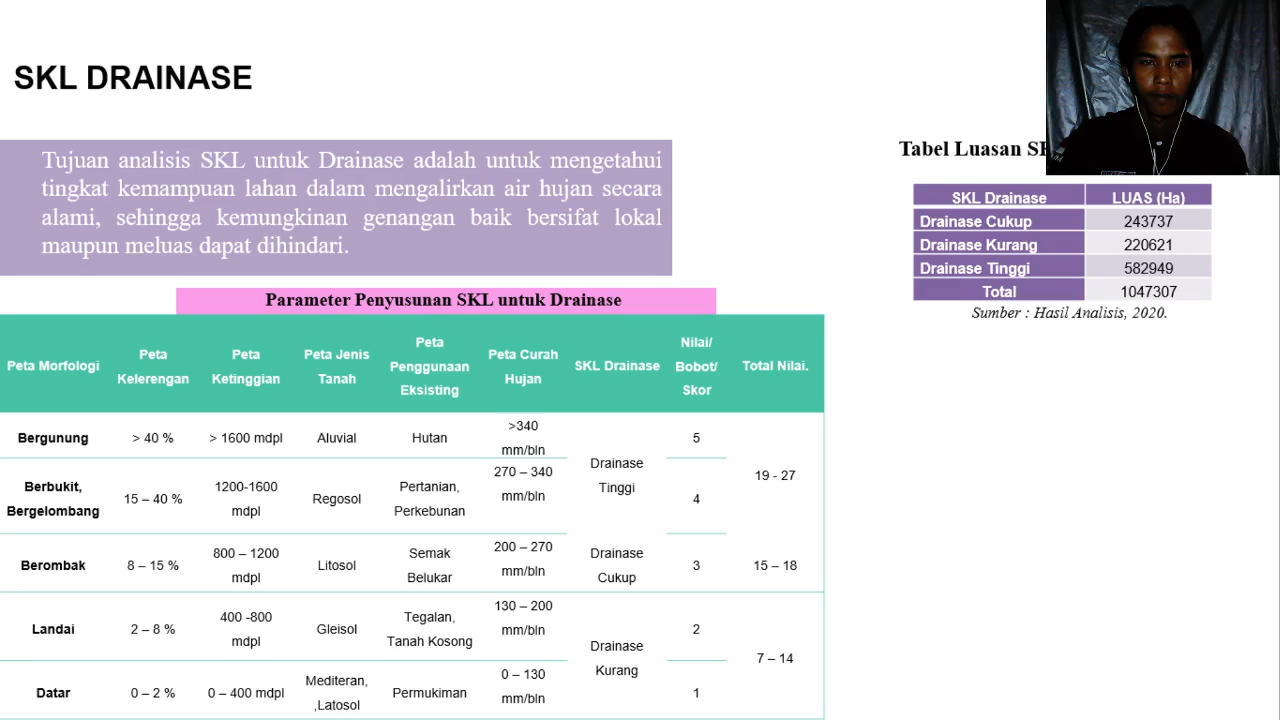 SKL DRAINASE
Tujuan analisis SKL untuk Drainase adalah untuk mengetahui
tingkat kemampuan lahan dalam mengalirkan air hujan secara
alami, sehingga kemungkinan genangan baik bersifat lokal
maupun meluas dapat dihindari.
Tabel Luasan
SKL Drainase LUAS (Ha)
Drainase Cukup 243737
Drainase Kurang 220621
Drainase Tinggi 582949
Total 1047307
Sumber : Hasil Analisis, 2020.
Parameter Penyusunan SKL untuk Drainase
Peta Morfologi
Peta
Kelerengan
Peta
Ketinggian
Peta Jenis
Tanah
Peta
Penggunaan
Eksisting
Peta Curah
Hujan
SKL Drainase
Nilai/
Bobot/
Skor
Total Nilai.
Bergunung
> 40 %
> 1600 mdpl
Aluvial
Hutan
>340
mm/bln
Drainase
Tinggi
5
19 - 27
Berbukit,
Bergelombang
15 – 40 %
1200-1600
mdpl
Regosol
Pertanian,
Perkebunan
270 – 340
mm/bln
4
Berombak
8 – 15 %
800 – 1200
mdpl
Litosol
Semak
Belukar
200 – 270
mm/bln
Drainase
Cukup
3
15 – 18
Landai
2 – 8 %
400 -800
mdpl
Gleisol
Tegalan,
Tanah Kosong
130 – 200
mm/bln
Drainase
Kurang
2
7 – 14
Datar
0 – 2 %
0 – 400 mdpl
Mediteran,
,Latosol
Permukiman
0 – 130
mm/bln
1